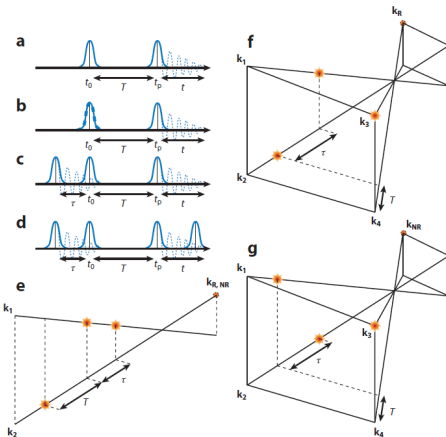 a
t0 T tp t
b
t0 T tp t
c
τ t0 T tp t
d
τ t0 T tp t
e
k1
k2
T
τ
kR, NR
f
kR
k1
k2
k3
k4
τ
T
g
kNR
k1
k2
k3
k4
τ
T